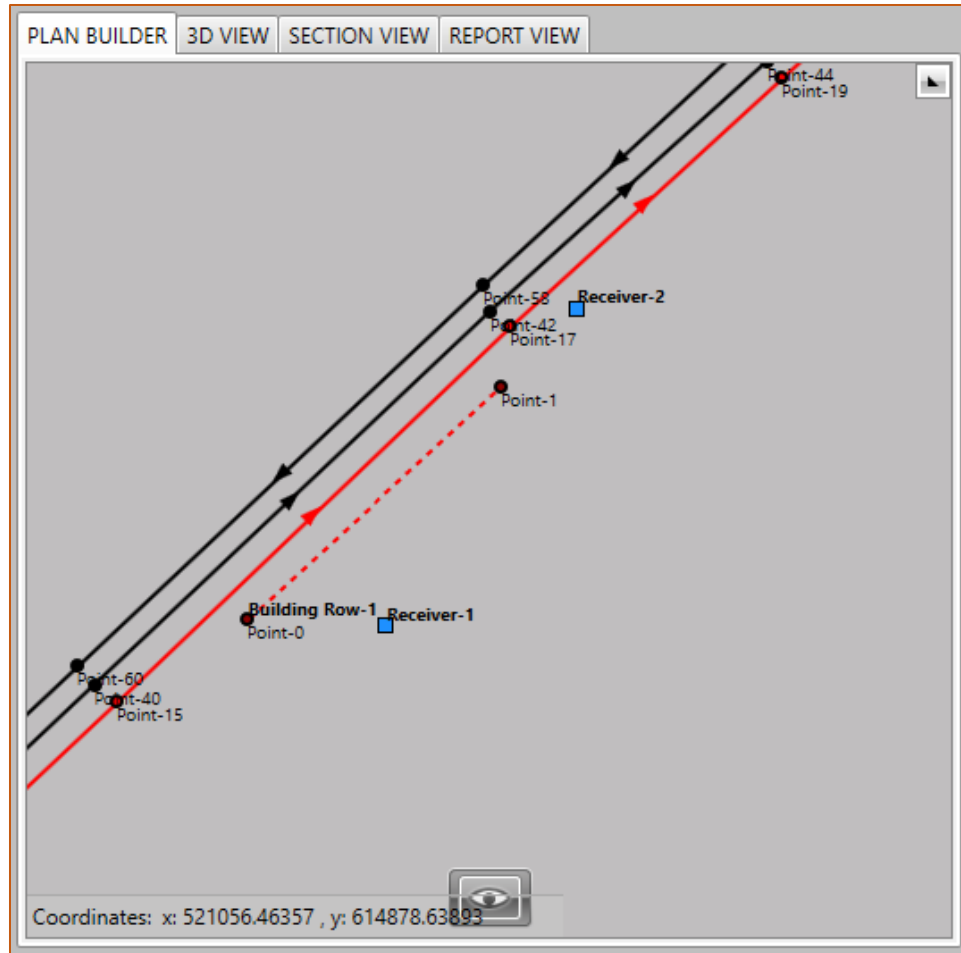 PLAN BUILDER 3D VIEW SECTION VIEW REPORT VIEW
Point-44
Point-19
Point-58
Receiver-2
Point-42
Point-17
Point-1
Building Row-1
Receiver-1
Point-0
Point-60
Point-40
Point-15
Coordinates: x: 521056.46357 , y: 614878.63893